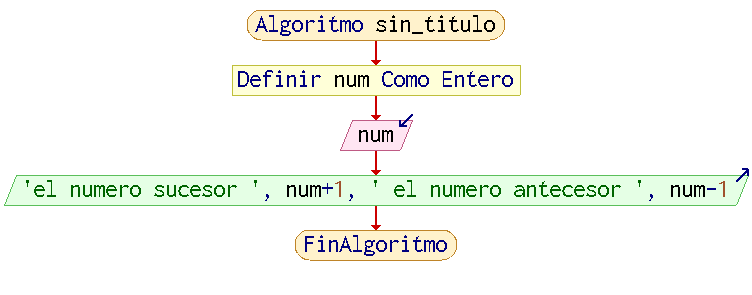 Algoritmo sin_titulo
Definir num Como Entero
num
'el numero sucesor ', num+1, ' el numero antecesor ', num-1
FinAlgoritmo